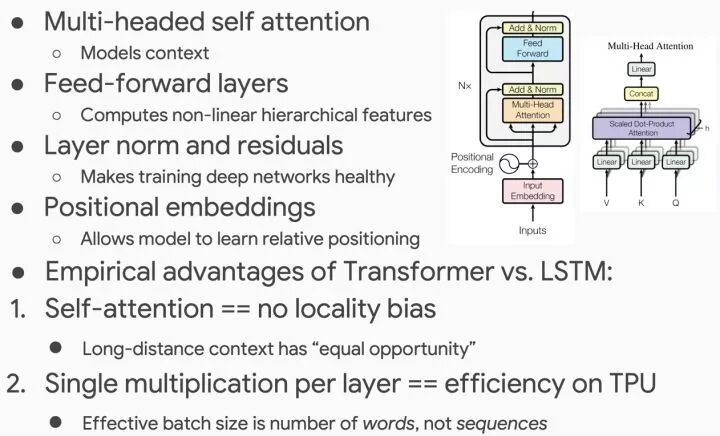 ● Multi-headed self attention
○ Models context
● Feed-forward layers
○ Computes non-linear hierarchical features
● Layer norm and residuals
○ Makes training deep networks healthy
● Positional embeddings
○ Allows model to learn relative positioning
● Empirical advantages of Transformer vs. LSTM:
1. Self-attention == no locality bias
● Long-distance context has “equal opportunity”
2. Single multiplication per layer == efficiency on TPU
● Effective batch size is number of words, not sequences
Add & Norm
Feed
Forward
N×
Add & Norm
Multi-Head
Attention
Positional
Encoding
Input
Embedding
Inputs
Multi-Head Attention
Linear
Concat
Scaled Dot-Product
Attention
h
Linear Linear Linear
V K Q